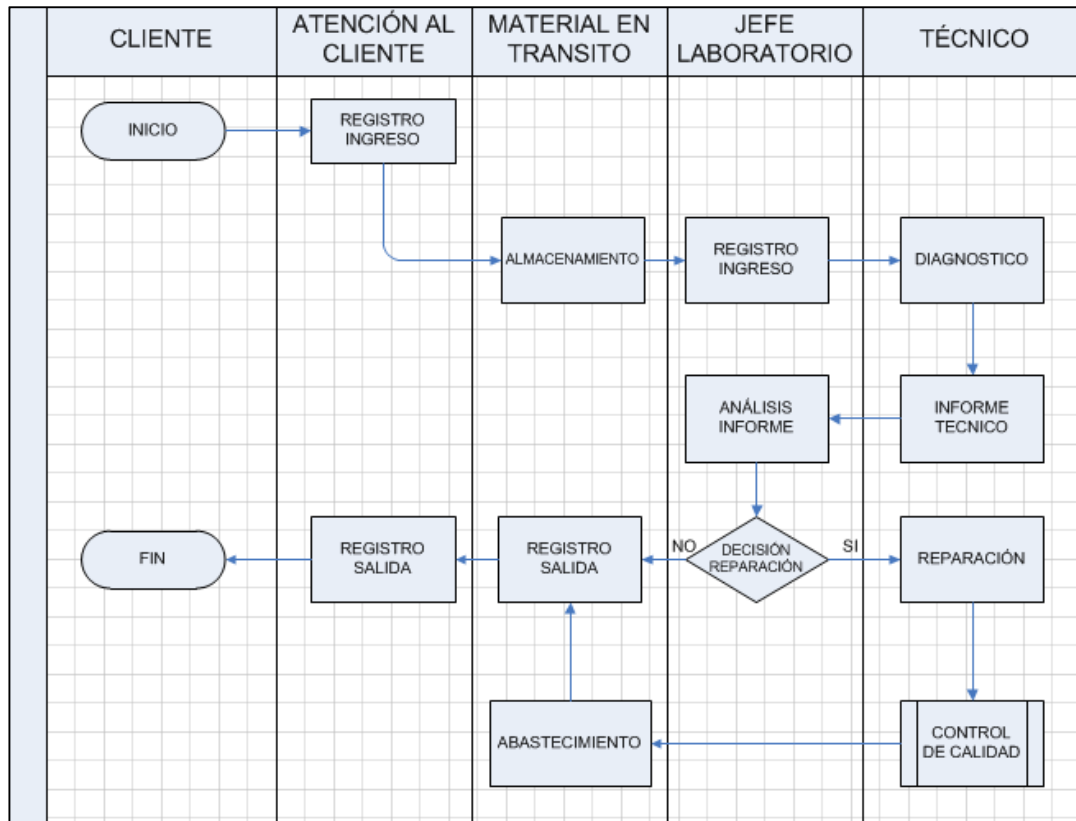 CLIENTE
ATENCIÓN AL
CLIENTE
MATERIAL EN
TRANSITO
JEFE
LABORATORIO
TÉCNICO
INICIO
REGISTRO
INGRESO
ALMACENAMIENTO
REGISTRO
INGRESO
DIAGNOSTICO
ANÁLISIS
INFORME
INFORME
TECNICO
FIN
REGISTRO
SALIDA
REGISTRO
SALIDA
NO
DECISIÓN
REPARACIÓN
SI
REPARACIÓN
ABASTECIMIENTO
CONTROL
DE CALIDAD